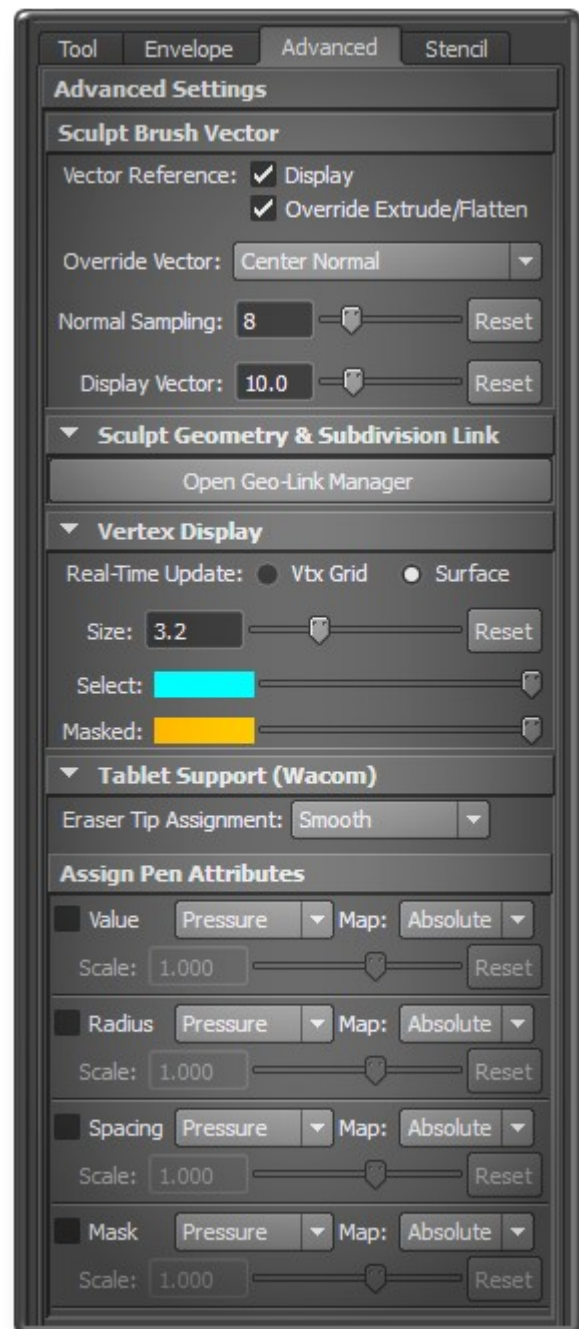 Tool Envelope Advanced Stencil
Advanced Settings
Sculpt Brush Vector
Vector Reference: Display
Override Extrude/Flatten
Override Vector: Center Normal
Normal Sampling: 8 Reset
Display Vector: 10.0 Reset
Sculpt Geometry & Subdivision Link
Open Geo-Link Manager
Vertex Display
Real-Time Update: Vtx Grid Surface
Size: 3.2 Reset
Select:
Masked:
Tablet Support (Wacom)
Eraser Tip Assignment: Smooth
Assign Pen Attributes
Value Pressure Map: Absolute
Scale: 1.000 Reset
Radius Pressure Map: Absolute
Scale: 1.000 Reset
Spacing Pressure Map: Absolute
Scale: 1.000 Reset
Mask Pressure Map: Absolute
Scale: 1.000 Reset